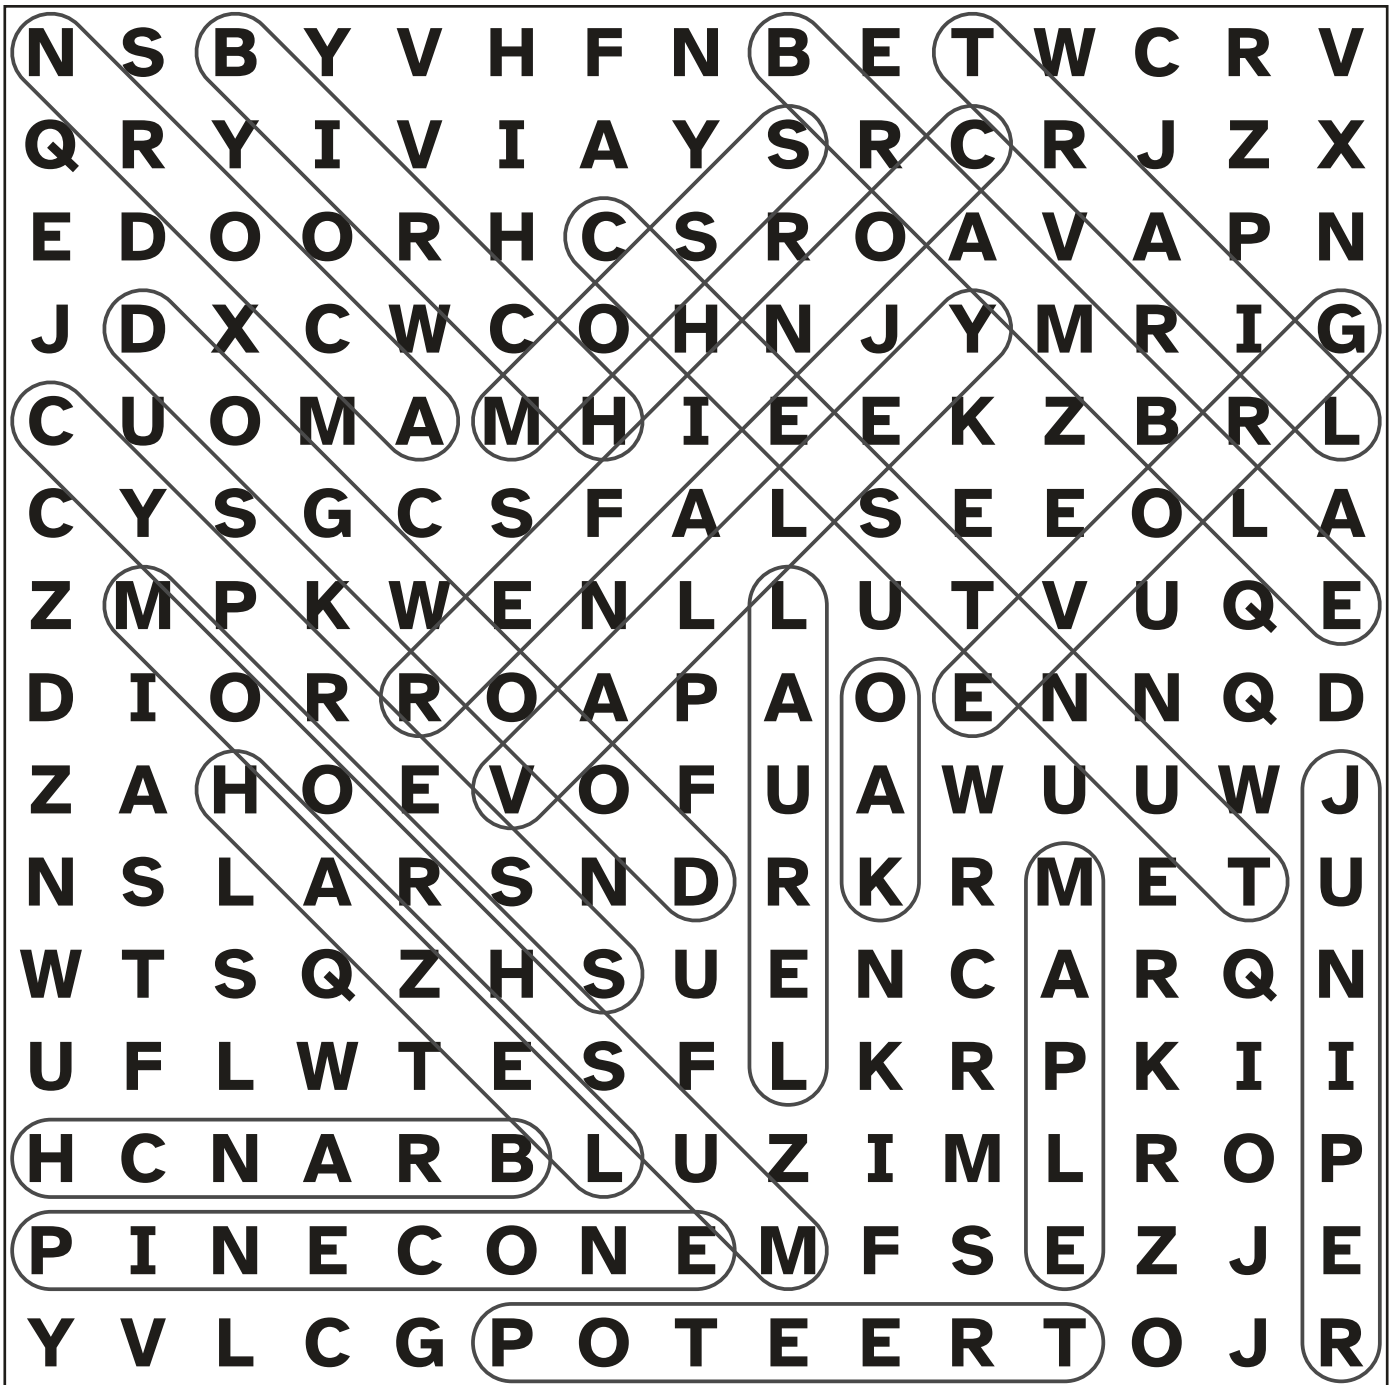 N S B Y V H F N B E T W C R V
Q R Y I V I A Y S R C R J Z X
E D O O R H C S R O A V A P N
J D X C W C O H N J Y M R I G
C U O M A M H I E E K Z B R L
C Y S G C S F A L S E E O L A
Z M P K W E N L L U T V U Q E
D I O R R O A P A O E N N Q D
Z A H O E V O F U A W U U W J
N S L A R S N D R K R M E T U
W T S Q Z H S U E N C A R Q N
U F L W T E S F L K R P K I I
H C N A R B L U Z I M L R O P
P I N E C O N E M F S E Z J E
Y V L C G P O T E E R T O J R